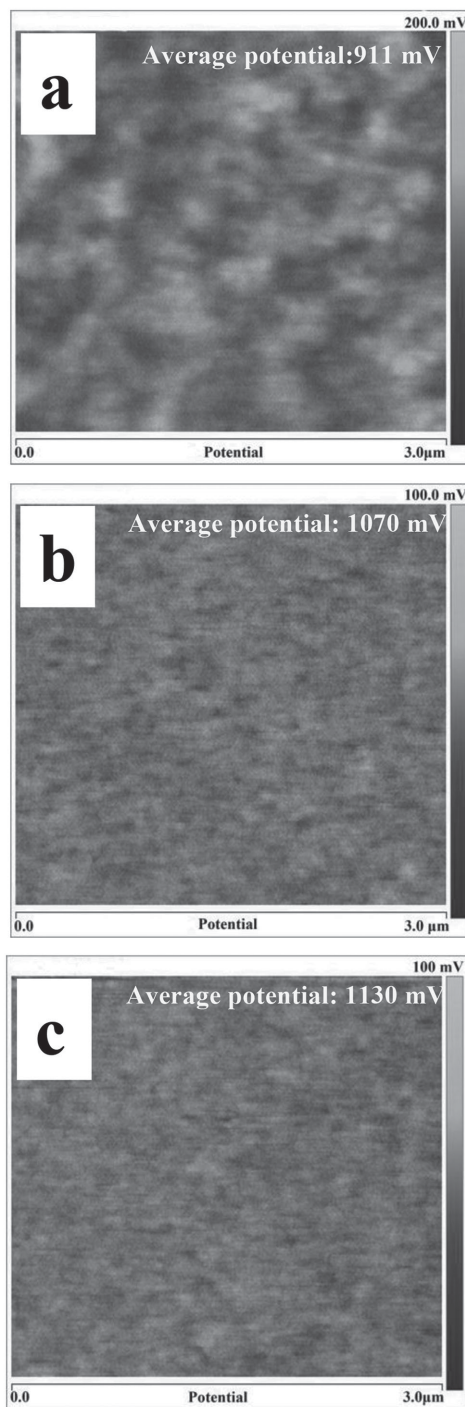 200.0 mV
a
Average potential:911 mV
0.0 Potential 3.0µm
100.0 mV
b
Average potential: 1070 mV
0.0 Potential 3.0 µm
100 mV
c
Average potential: 1130 mV
0.0 Potential 3.0µm